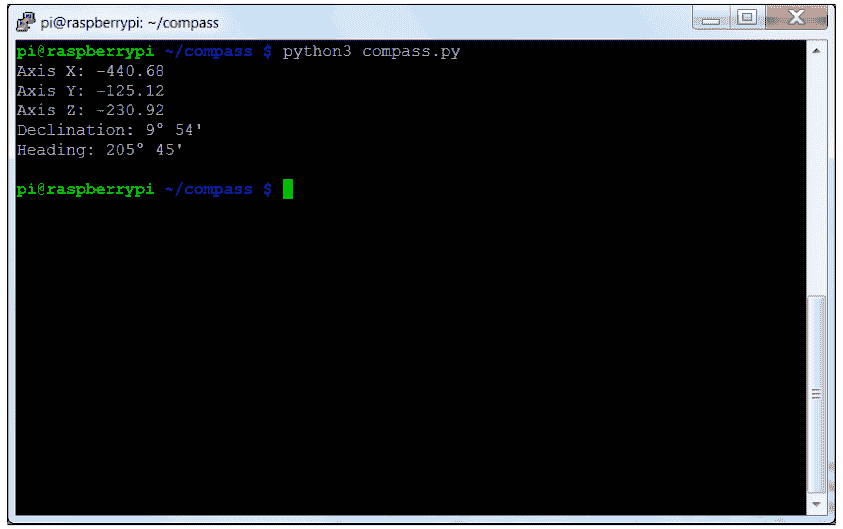 pi@raspberrypi: ~/compass
pi@raspberrypi ~/compass $ python3 compass.py
Axis X: -440.68
Axis Y: -125.12
Axis Z: -230.92
Declination: 9° 54'
Heading: 205° 45'
pi@raspberrypi ~/compass $